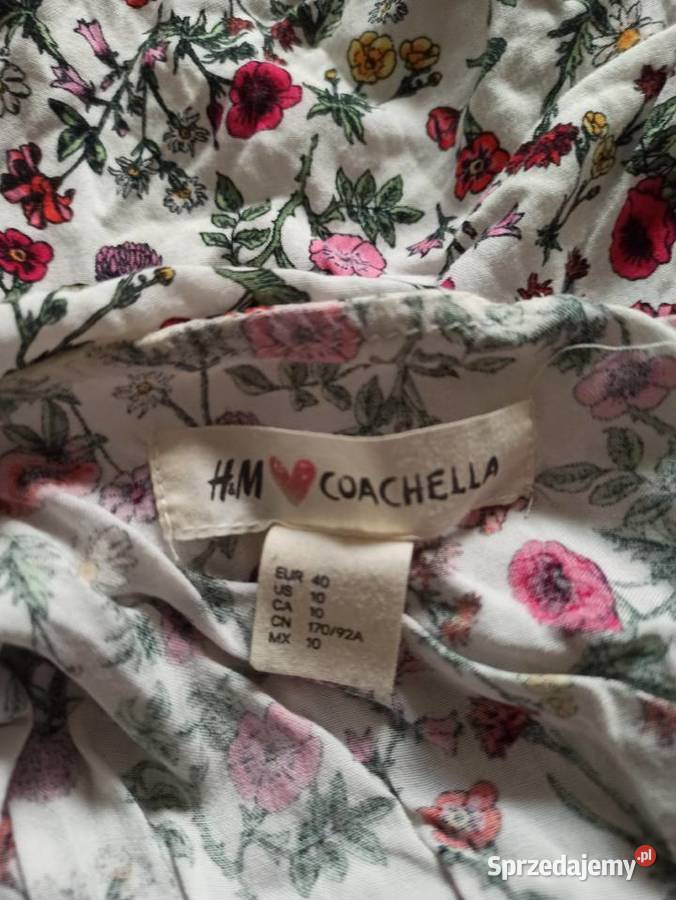 H&M ❤ COACHELLA
EUR 40
US 10
CA 10
CN 170/92A
MX 10
Sprzedajemy.pl